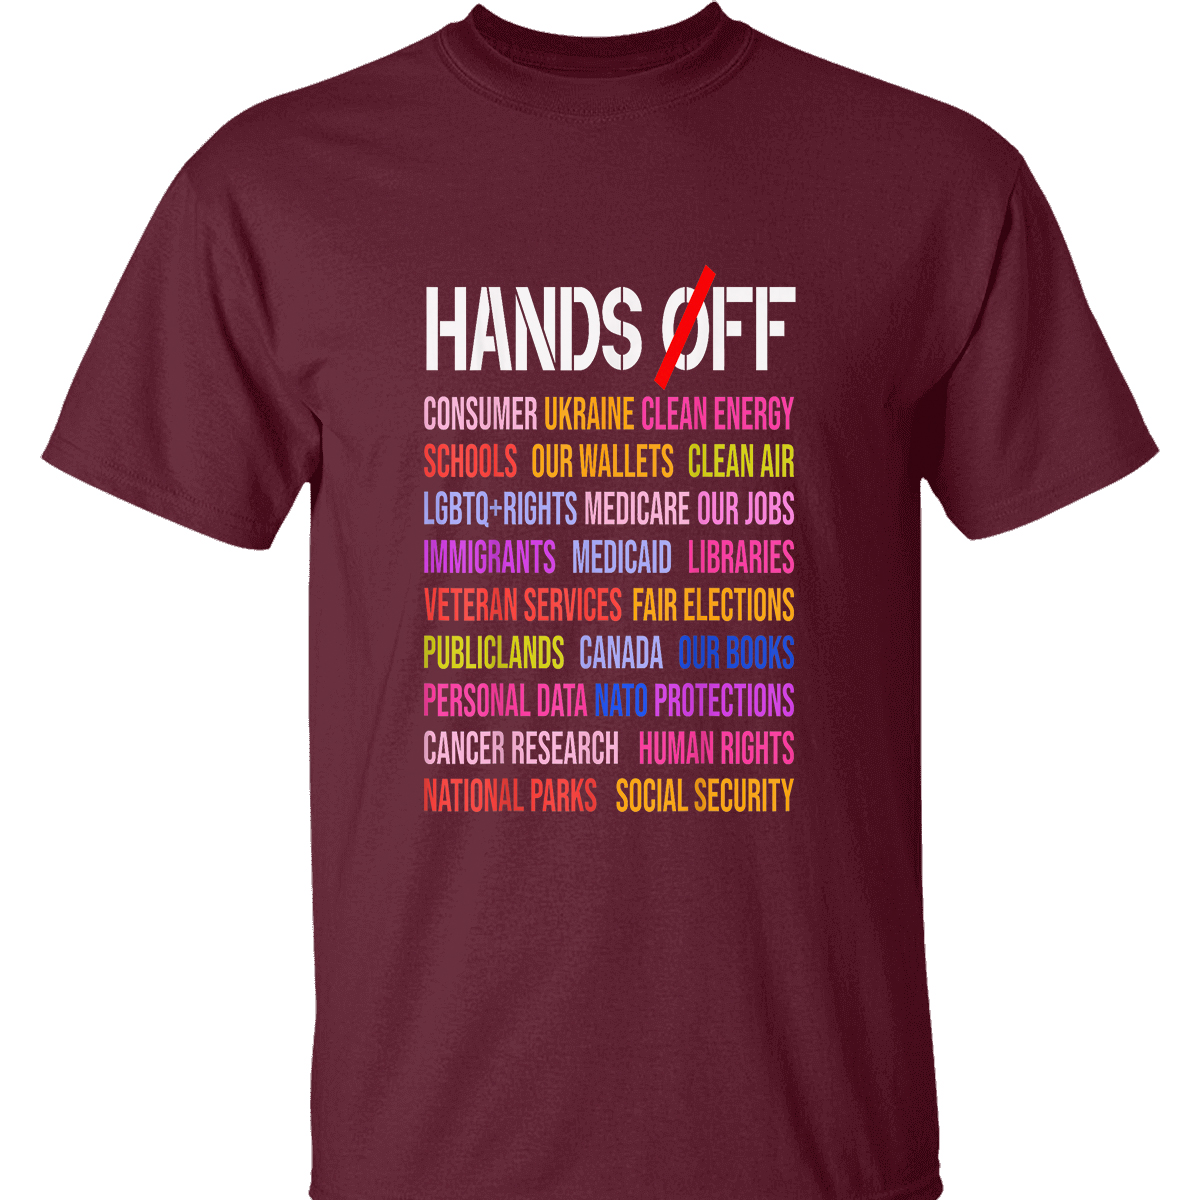 HANDS OFF
CONSUMER UKRAINE CLEAN ENERGY
SCHOOLS OUR WALLETS CLEAN AIR
LGBTQ+RIGHTS MEDICARE OUR JOBS
IMMIGRANTS MEDICAID LIBRARIES
VETERAN SERVICES FAIR ELECTIONS
PUBLICLANDS CANADA OUR BOOKS
PERSONAL DATA NATO PROTECTIONS
CANCER RESEARCH HUMAN RIGHTS
NATIONAL PARKS SOCIAL SECURITY